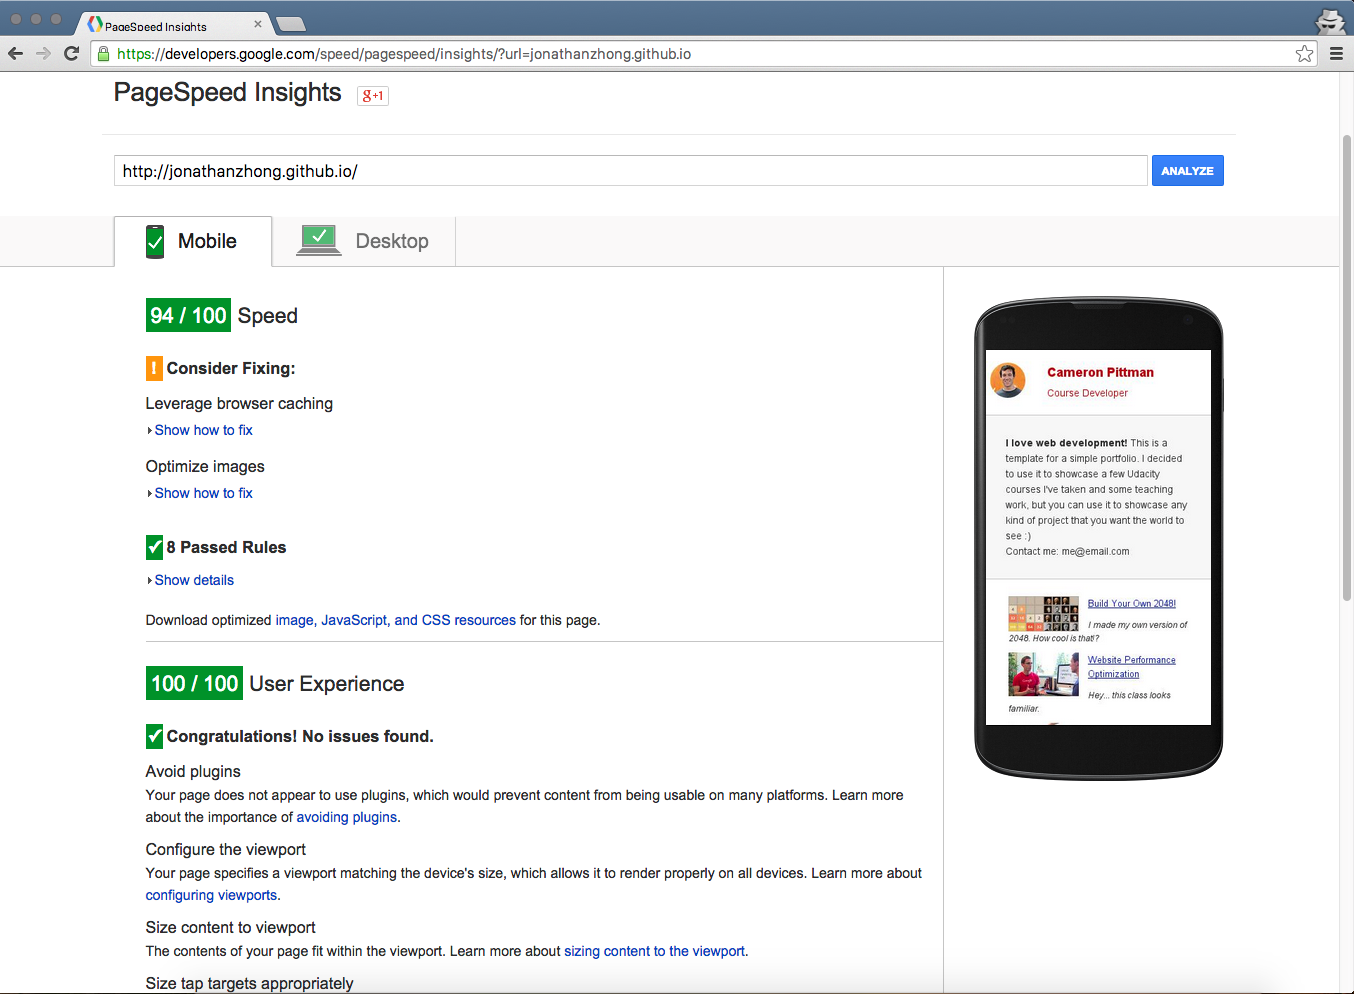 PageSpeed Insights
https://developers.google.com/speed/pagespeed/insights/?url=jonathanzhong.github.io
PageSpeed Insights
g+1
http://jonathanzhong.github.io/
ANALYZE
Mobile
Desktop
94 / 100 Speed
! Consider Fixing:
Leverage browser caching
Show how to fix
Optimize images
Show how to fix
8 Passed Rules
Show details
Download optimized image, JavaScript, and CSS resources for this page.
100 / 100 User Experience
Congratulations! No issues found.
Avoid plugins
Your page does not appear to use plugins, which would prevent content from being usable on many platforms. Learn more
about the importance of avoiding plugins.
Configure the viewport
Your page specifies a viewport matching the device's size, which allows it to render properly on all devices. Learn more about
configuring viewports.
Size content to viewport
The contents of your page fit within the viewport. Learn more about sizing content to the viewport.
Size tap targets appropriately
Cameron Pittman
Course Developer
I love web development! This is a
template for a simple portfolio. I decided
to use it to showcase a few Udacity
courses I've taken and some teaching
work, but you can use it to showcase any
kind of project that you want the world to
see :)
Contact me: me@email.com
Build Your Own 2048!
I made my own version of
2048. How cool is that!?
Website Performance
Optimization
Hey... this class looks
familiar.